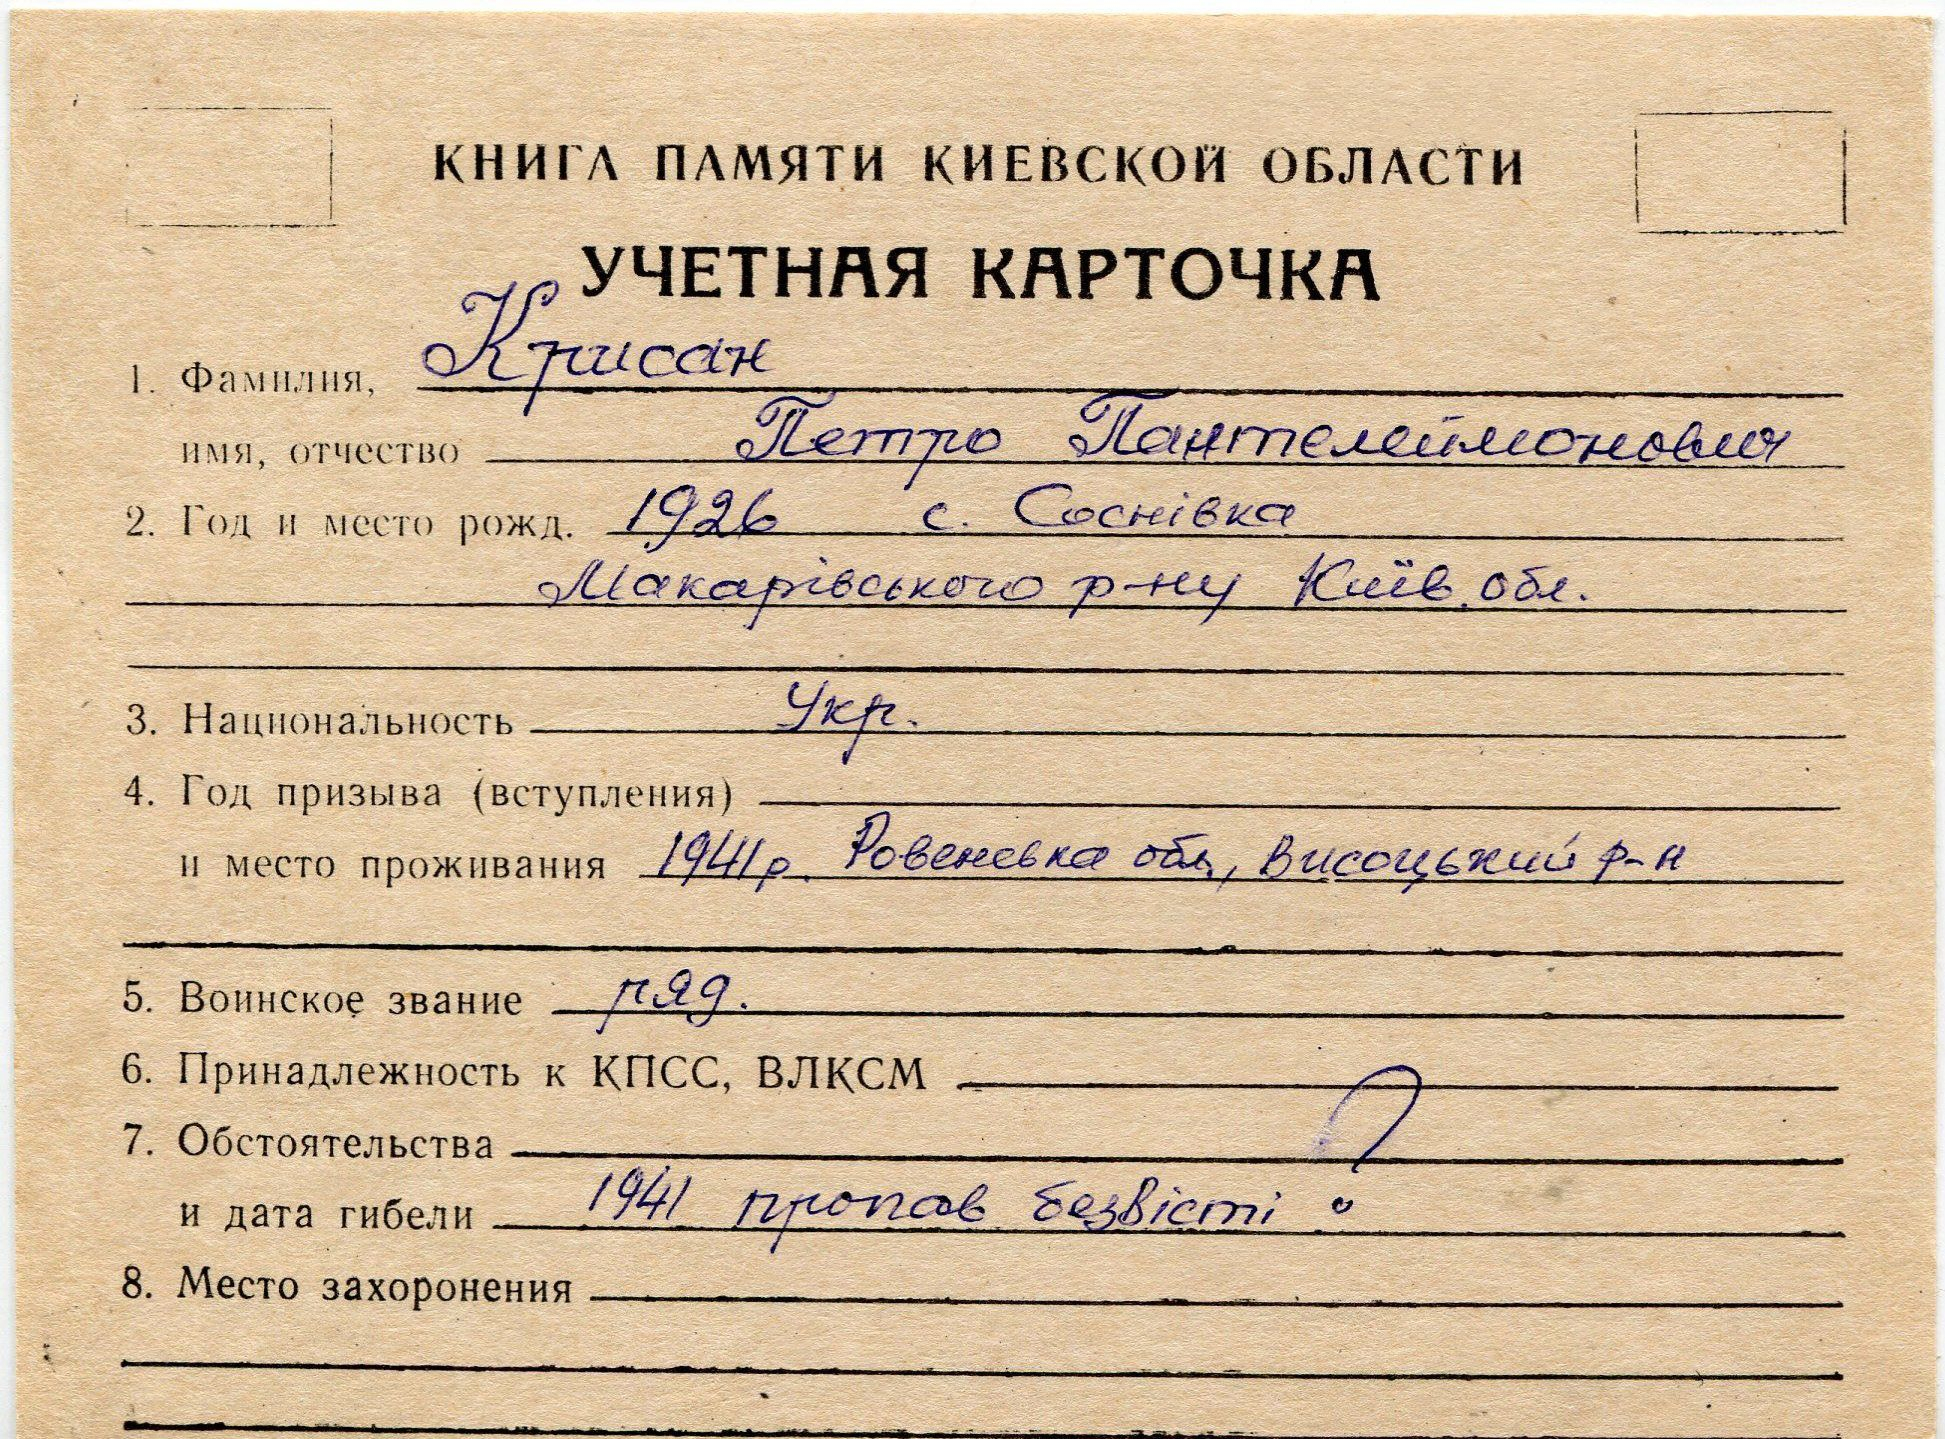 КНИГА ПАМЯТИ КИЕВСКОЙ ОБЛАСТИ
УЧЕТНАЯ КАРТОЧКА
1. Фамилия, Крисан
имя, отчество Петро Пантелеймонович
2. Год и место рожд. 1926 с. Соснівка
Макарівського р-ну Київ. обл.
3. Национальность Укр.
4. Год призыва (вступления)
и место проживания 1941 р. Ровенська обл., Висоцький р-н
5. Воинское звание ряд.
6. Принадлежность к КПСС, ВЛКСМ
7. Обстоятельства
и дата гибели 1941 пропав безвісті ?
8. Место захоронения